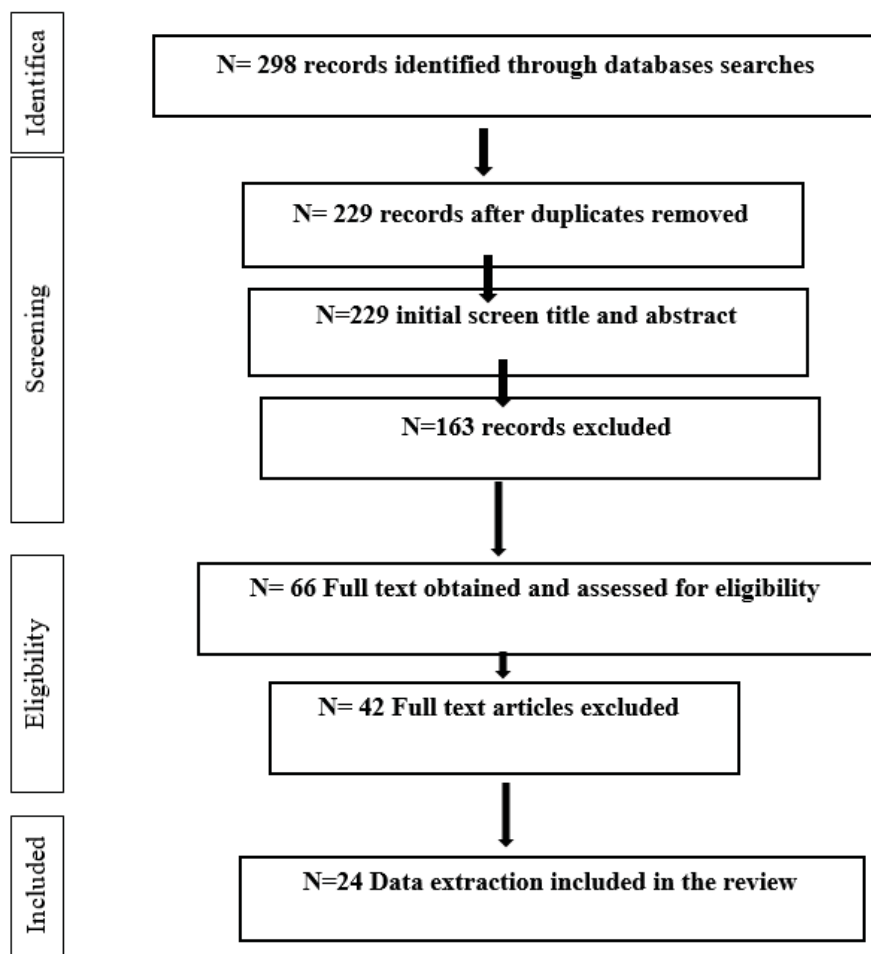 Identifica
N= 298 records identified through databases searches
Screening
N= 229 records after duplicates removed
N=229 initial screen title and abstract
N=163 records excluded
Eligibility
N= 66 Full text obtained and assessed for eligibility
N= 42 Full text articles excluded
Included
N=24 Data extraction included in the review